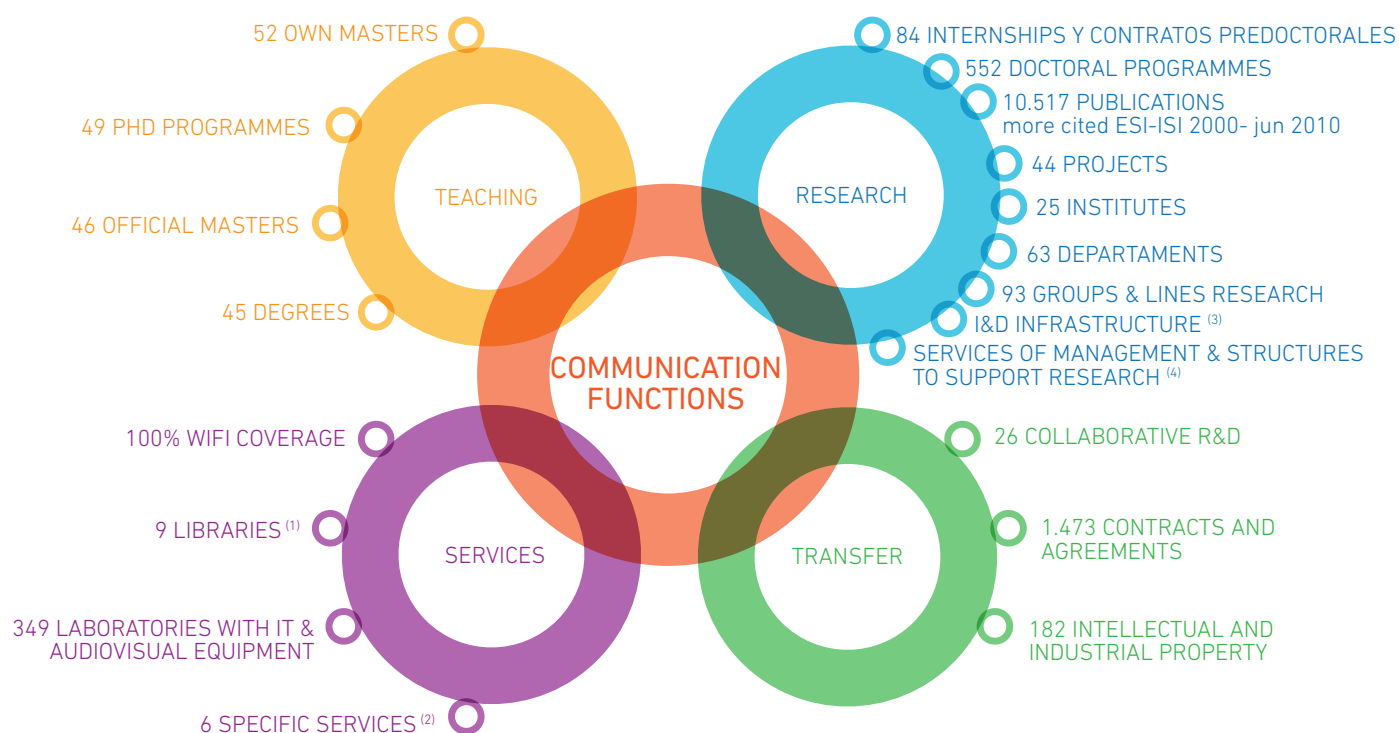 52 OWN MASTERS
49 PHD PROGRAMMES
46 OFFICIAL MASTERS
45 DEGREES
TEACHING
84 INTERNSHIPS Y CONTRATOS PREDOCTORALES
552 DOCTORAL PROGRAMMES
10.517 PUBLICATIONS
more cited ESI-ISI 2000- jun 2010
44 PROJECTS
25 INSTITUTES
63 DEPARTAMENTS
93 GROUPS & LINES RESEARCH
I&D INFRASTRUCTURE (3)
SERVICES OF MANAGEMENT & STRUCTURES
TO SUPPORT RESEARCH (4)
RESEARCH
COMMUNICATION
FUNCTIONS
100% WIFI COVERAGE
9 LIBRARIES (1)
349 LABORATORIES WITH IT &
AUDIOVISUAL EQUIPMENT
6 SPECIFIC SERVICES (2)
SERVICES
26 COLLABORATIVE R&D
1.473 CONTRACTS AND
AGREEMENTS
182 INTELLECTUAL AND
INDUSTRIAL PROPERTY
TRANSFER